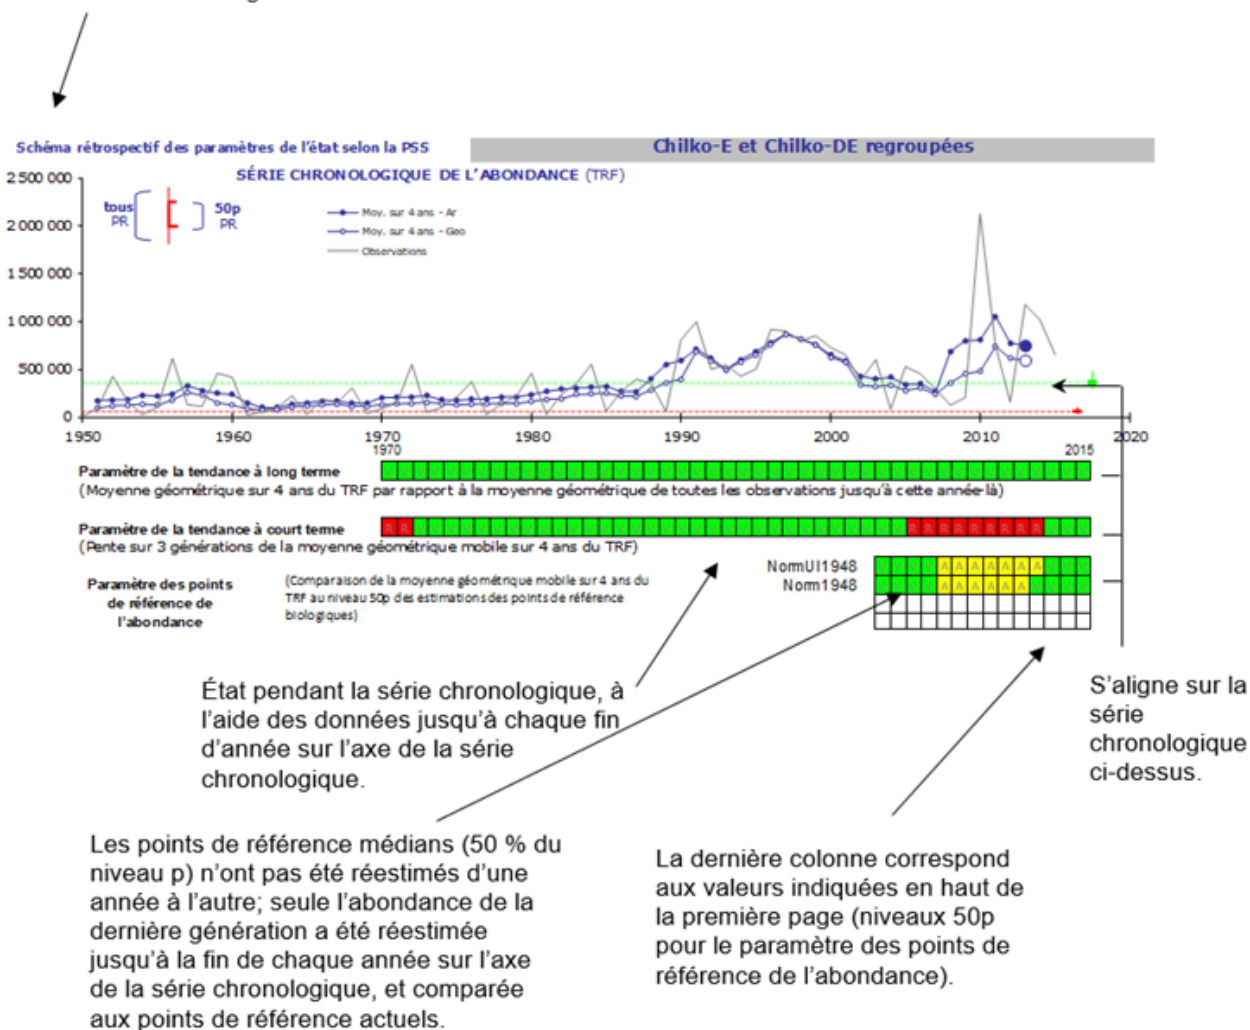 Schéma rétrospectif des paramètres de l'état selon la PSS
Chilko-E et Chilko-DE regroupées
SÉRIE CHRONOLOGIQUE DE L'ABONDANCE (TRF)
2 500 000
2 000 000
1 500 000
1 000 000
500 000
0
tous
PR
50p
PR
Moy. sur 4 ans - Ar
Moy. sur 4 ans - Geo
Observations
1950
1960
1970
1980
1990
2000
2010
2020
1970
2015
Paramètre de la tendance à long terme
(Moyenne géométrique sur 4 ans du TRF par rapport à la moyenne géométrique de toutes les observations jusqu'à cette année-là)
Paramètre de la tendance à court terme
R R
R R R R R R R R R
(Pente sur 3 générations de la moyenne géométrique mobile sur 4 ans du TRF)
Paramètre des points
de référence de
l'abondance
(Comparaison de la moyenne géométrique mobile sur 4 ans du
TRF au niveau 50p des estimations des points de référence
biologiques)
NormUI1948
A A A A A A A
Norm1948
A A A A A A
État pendant la série chronologique, à
l'aide des données jusqu'à chaque fin
d'année sur l'axe de la série
chronologique.
S'aligne sur la
série
chronologique
ci-dessus.
Les points de référence médians (50 % du
niveau p) n'ont pas été réestimés d'une
année à l'autre; seule l'abondance de la
dernière génération a été réestimée
jusqu'à la fin de chaque année sur l'axe
de la série chronologique, et comparée
aux points de référence actuels.
La dernière colonne correspond
aux valeurs indiquées en haut de
la première page (niveaux 50p
pour le paramètre des points de
référence de l'abondance).